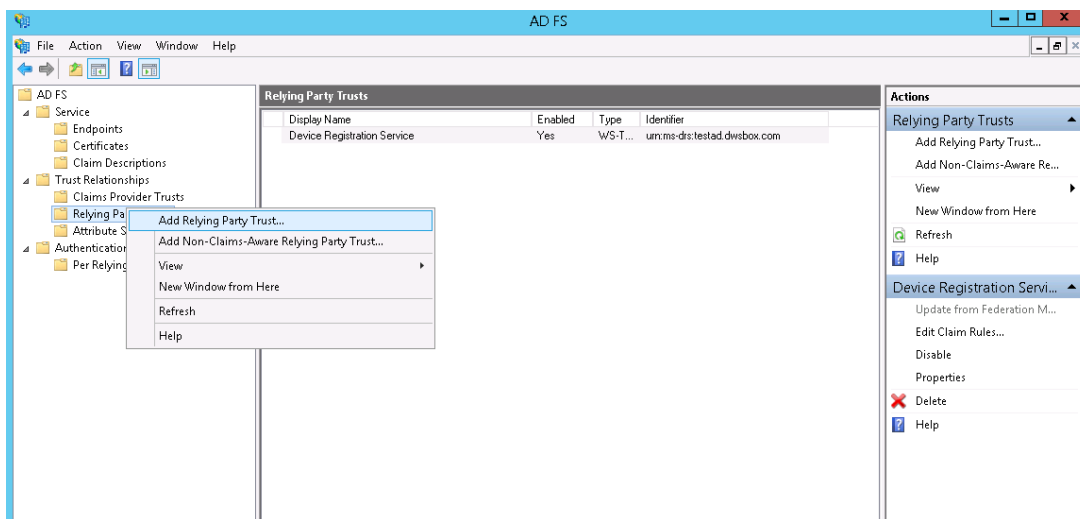 AD FS
File Action View Window Help
AD FS
Service
Endpoints
Certificates
Claim Descriptions
Trust Relationships
Claims Provider Trusts
Relying Pa
Attribute S
Authentication
Per Relying
Add Relying Party Trust...
Add Non-Claims-Aware Relying Party Trust...
View
New Window from Here
Refresh
Help
Relying Party Trusts
Display Name Enabled Type Identifier
Device Registration Service Yes WS-T... urn:ms-drs:testad.dwsbox.com
Actions
Relying Party Trusts
Add Relying Party Trust...
Add Non-Claims-Aware Re...
View
New Window from Here
Refresh
Help
Device Registration Servi...
Update from Federation M...
Edit Claim Rules...
Disable
Properties
Delete
Help